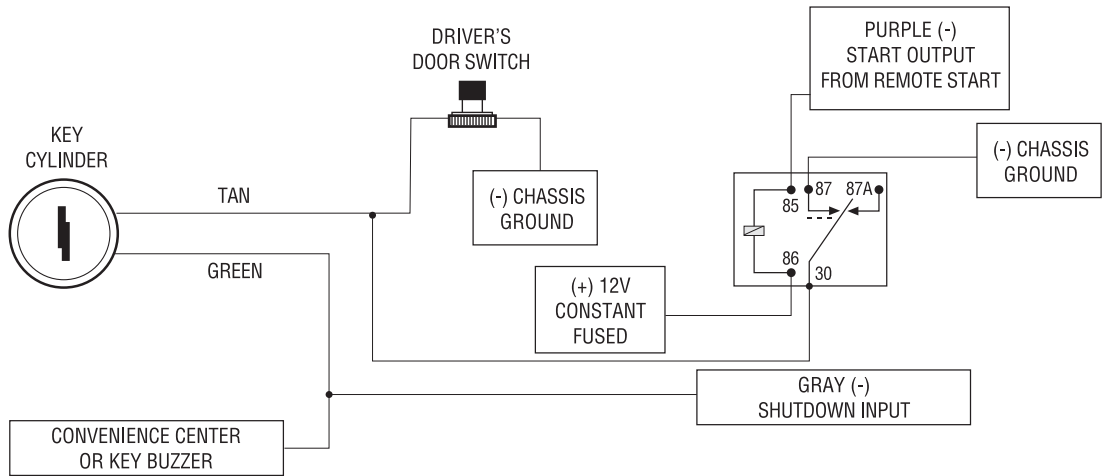 PURPLE (-)
START OUTPUT
FROM REMOTE START
DRIVER'S
DOOR SWITCH
KEY
CYLINDER
(-) CHASSIS
GROUND
TAN
(-) CHASSIS
GROUND
87
87A
85
GREEN
86
30
(+) 12V
CONSTANT
FUSED
GRAY (-)
SHUTDOWN INPUT
CONVENIENCE CENTER
OR KEY BUZZER